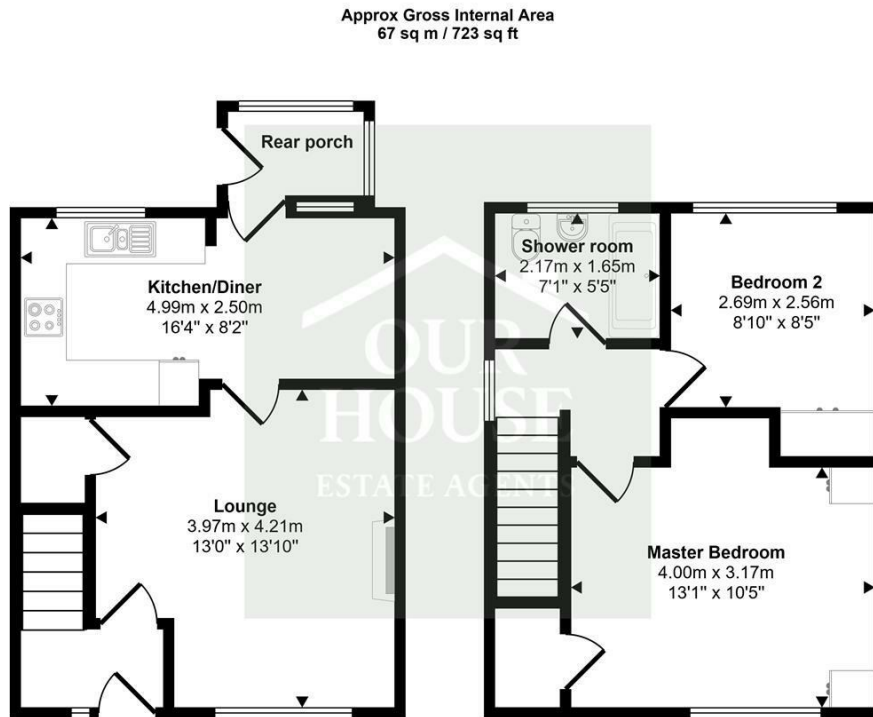 Approx Gross Internal Area
67 sq m / 723 sq ft
Rear porch
Kitchen/Diner
4.99m x 2.50m
16'4" x 8'2"
Lounge
3.97m x 4.21m
13'0" x 13'10"
Shower room
2.17m x 1.65m
7'1" x 5'5"
Bedroom 2
2.69m x 2.56m
8'10" x 8'5"
Master Bedroom
4.00m x 3.17m
13'1" x 10'5"
OUR
HOUSE
ESTATE AGENTS